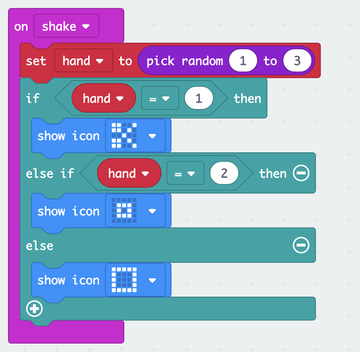 on shake
set hand to pick random 1 to 3
if hand = 1 then
show icon
else if hand = 2 then
show icon
else
show icon